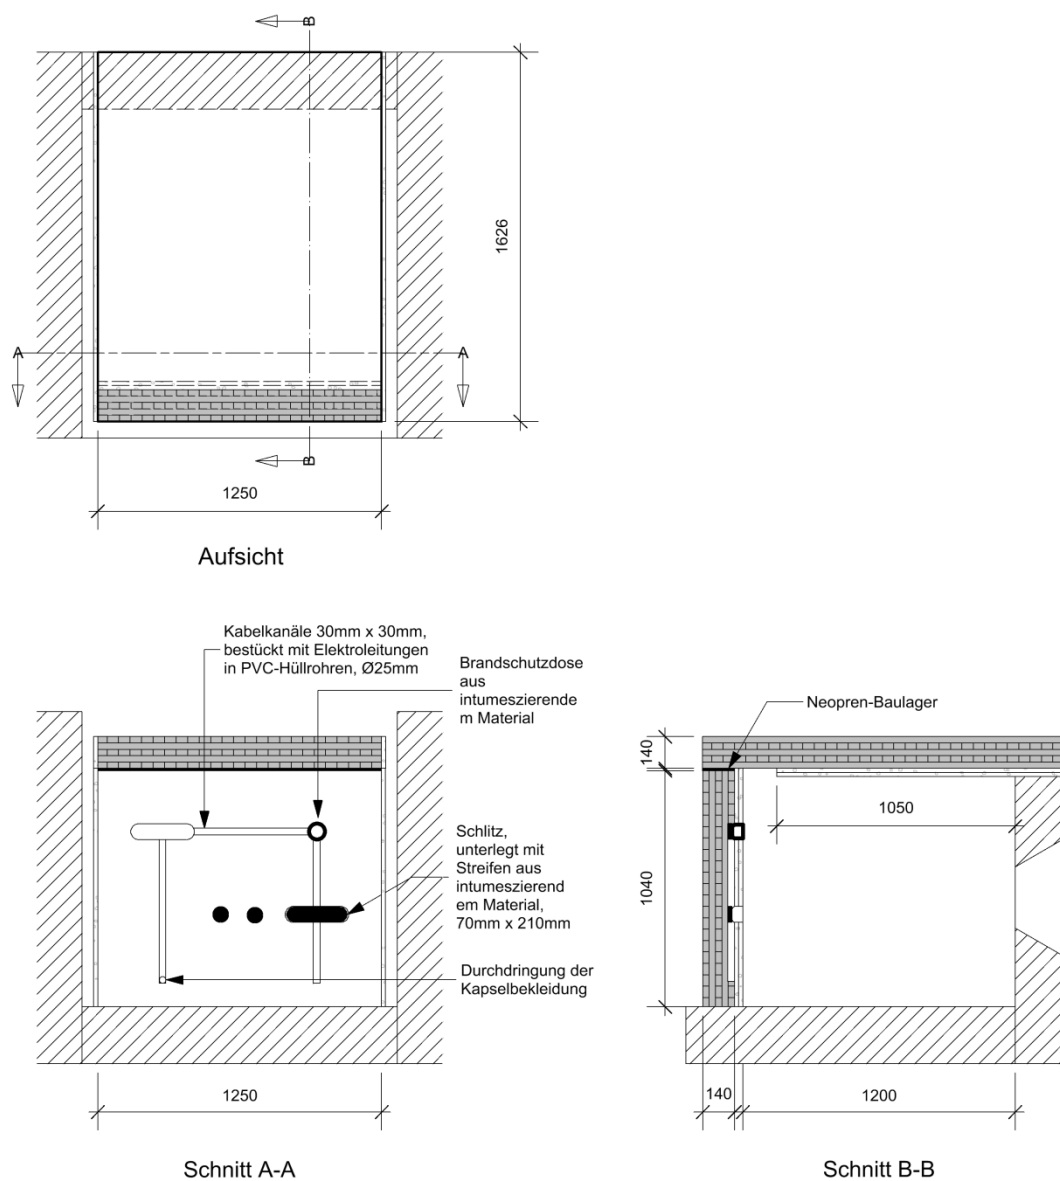 B
1626
A
A
B
1250
Aufsicht
Kabelkanäle 30mm x 30mm,
bestückt mit Elektroleitungen
in PVC-Hüllrohren, Ø25mm
Brandschutzdose
aus
intumeszierende
m Material
Schlitz,
unterlegt mit
Streifen aus
intumeszierend
em Material,
70mm x 210mm
Durchdringung der
Kapselbekleidung
1250
Schnitt A-A
Neopren-Baulager
140
1050
1040
140
1200
Schnitt B-B